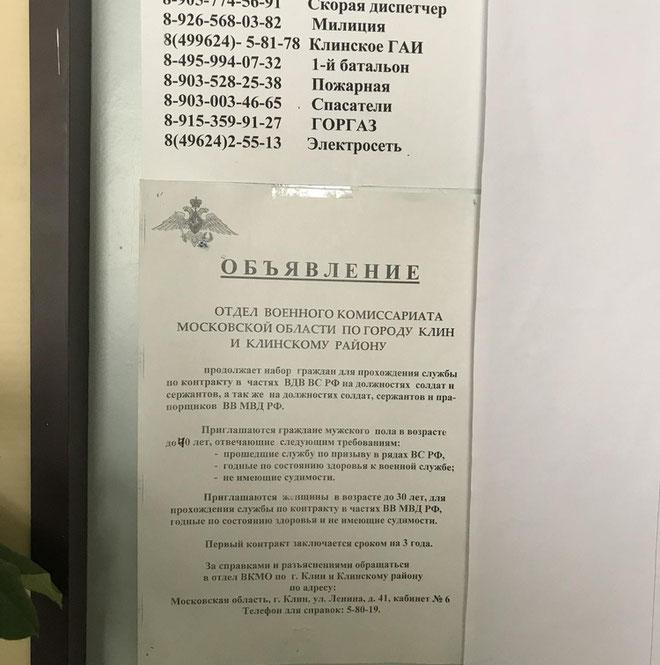 8-903-774-56-91 Скорая диспетчер
8-926-568-03-82 Милиция
8(499624)- 5-81-78 Клинское ГАИ
8-495-994-07-32 1-й батальон
8-903-528-25-38 Пожарная
8-903-003-46-65 Спасатели
8-915-359-91-27 ГОРГАЗ
8(49624)2-55-13 Электросеть
ОБЪЯВЛЕНИЕ
ОТДЕЛ ВОЕННОГО КОМИССАРИАТА
МОСКОВСКОЙ ОБЛАСТИ ПО ГОРОДУ КЛИН
И КЛИНСКОМУ РАЙОНУ
продолжает набор граждан для прохождения службы
по контракту в частях ВДВ ВС РФ на должностях солдат и
сержантов, а так же на должностях солдат, сержантов и пра-
порщиков ВВ МВД РФ.
Приглашаются граждане мужского пола в возрасте
до 40 лет, отвечающие следующим требованиям:
- прошедшие службу по призыву в рядах ВС РФ,
- годные по состоянию здоровья к военной службе;
- не имеющие судимости.
Приглашаются женщины в возрасте до 30 лет, для
прохождения службы по контракту в частях ВВ МВД РФ,
годные по состоянию здоровья и не имеющие судимости.
Первый контракт заключается сроком на 3 года.
За справками и разъяснениями обращаться
в отдел ВКМО по г. Клин и Клинскому району
по адресу:
Московская область, г. Клин, ул. Ленина, д. 41, кабинет № 6
Телефон для справок: 5-80-19.